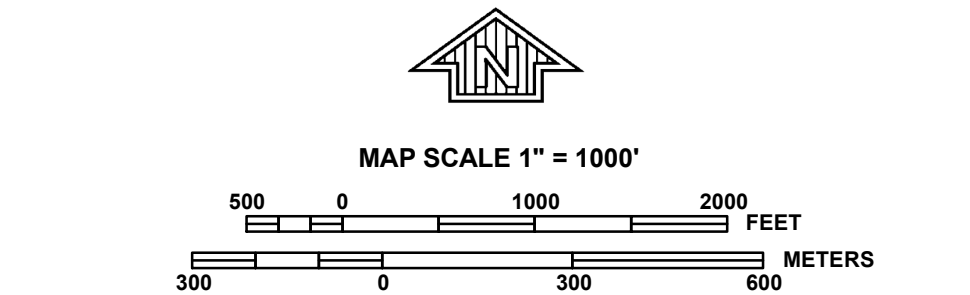 N
MAP SCALE 1" = 1000'
500 0 1000 2000
FEET
METERS
300 0 300 600